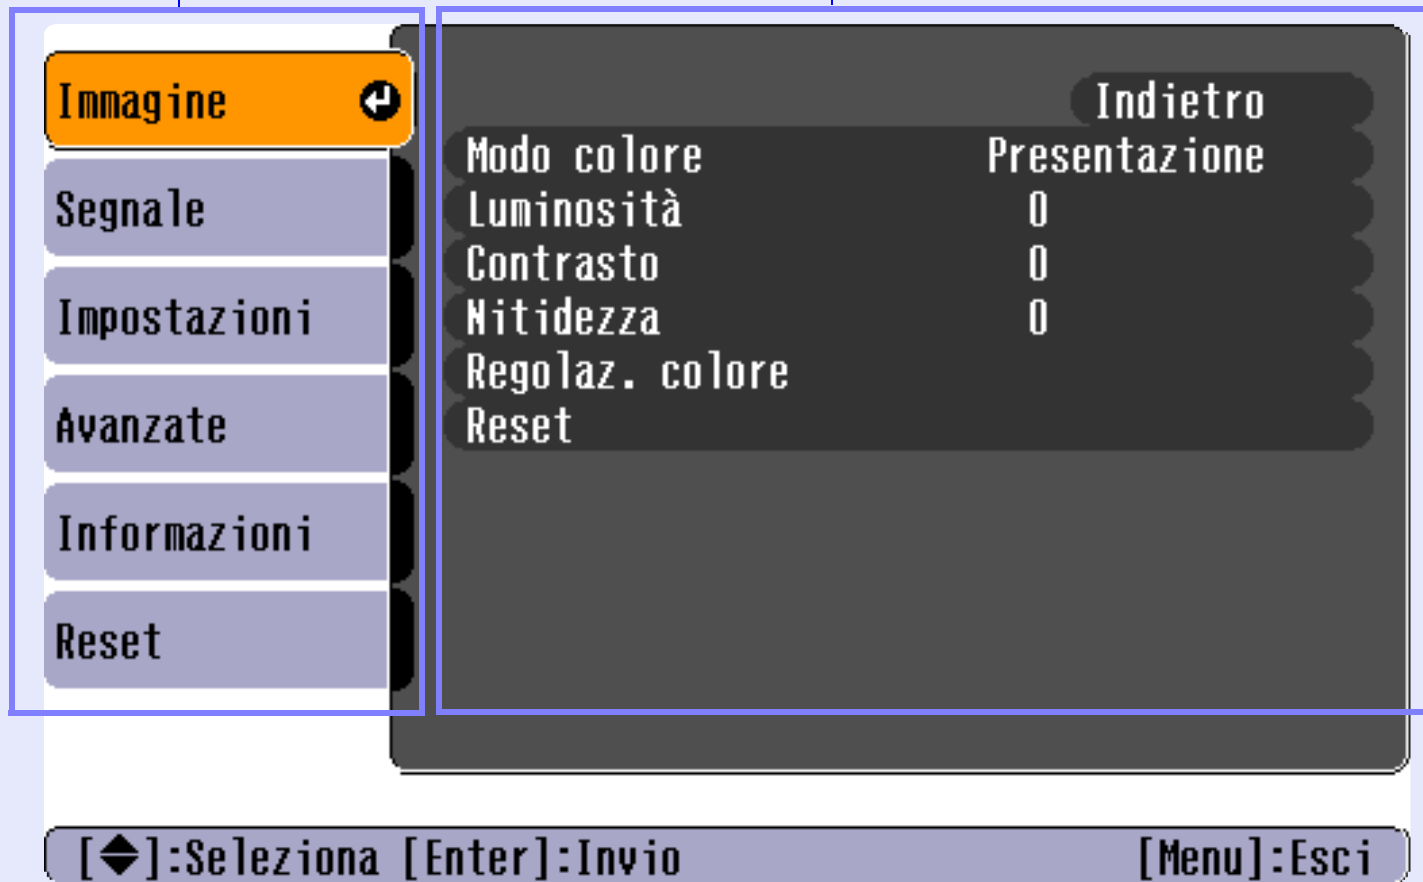 Immagine
Segnale
Impostazioni
Avanzate
Informazioni
Reset
Indietro
Modo colore Presentazione
Luminosità 0
Contrasto 0
Nitidezza 0
Regolaz. colore
Reset
[◆]:Seleziona [Enter]:Invio [Menu]:Esci